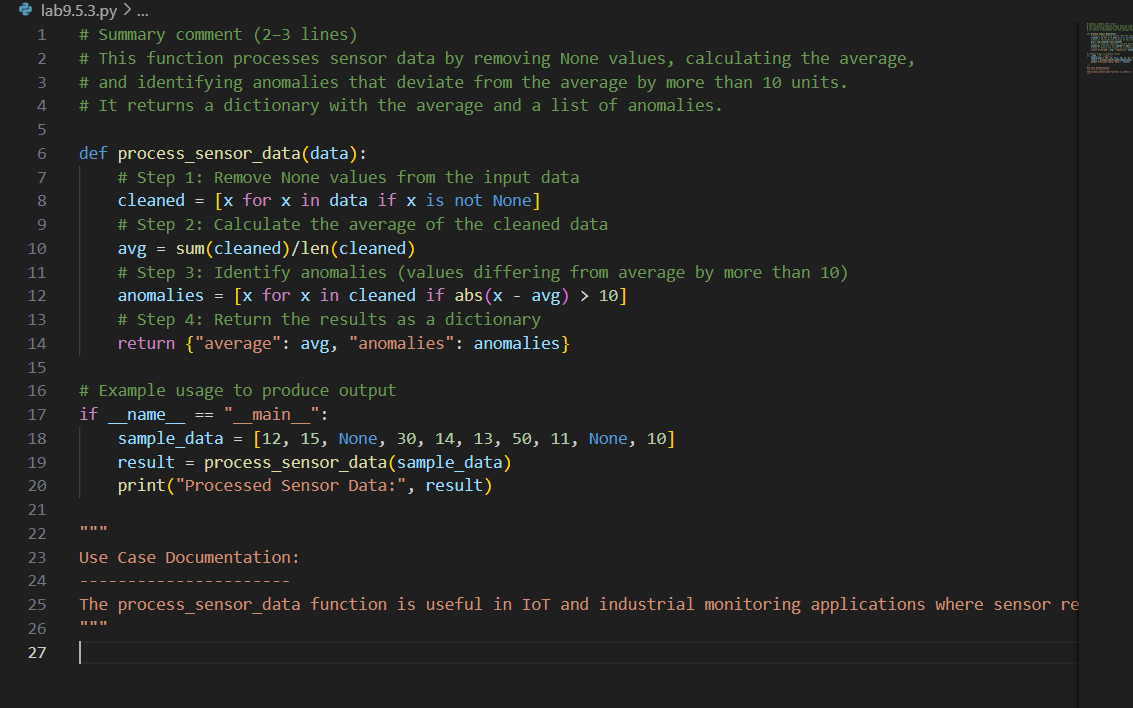 lab9.5.3.py > ...
1 # Summary comment (2–3 lines)
2 # This function processes sensor data by removing None values, calculating the average,
3 # and identifying anomalies that deviate from the average by more than 10 units.
4 # It returns a dictionary with the average and a list of anomalies.
5
6 def process_sensor_data(data):
7     # Step 1: Remove None values from the input data
8     cleaned = [x for x in data if x is not None]
9     # Step 2: Calculate the average of the cleaned data
10     avg = sum(cleaned)/len(cleaned)
11     # Step 3: Identify anomalies (values differing from average by more than 10)
12     anomalies = [x for x in cleaned if abs(x - avg) > 10]
13     # Step 4: Return the results as a dictionary
14     return {"average": avg, "anomalies": anomalies}
15
16 # Example usage to produce output
17 if __name__ == "__main__":
18     sample_data = [12, 15, None, 30, 14, 13, 50, 11, None, 10]
19     result = process_sensor_data(sample_data)
20     print("Processed Sensor Data:", result)
21
22 """
23 Use Case Documentation:
24 ----------------------
25 The process_sensor_data function is useful in IoT and industrial monitoring applications where sensor re
26 """
27